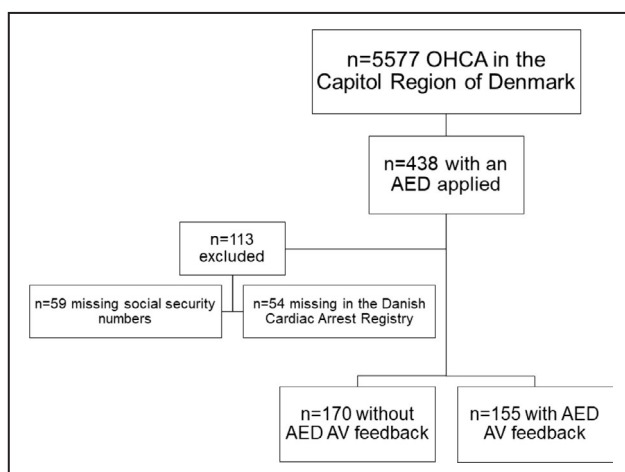 n=5577 OHCA in the
Capitol Region of Denmark
n=438 with an
AED applied
n=113
excluded
n=59 missing social security
numbers
n=54 missing in the Danish
Cardiac Arrest Registry
n=170 without
AED AV feedback
n=155 with AED
AV feedback